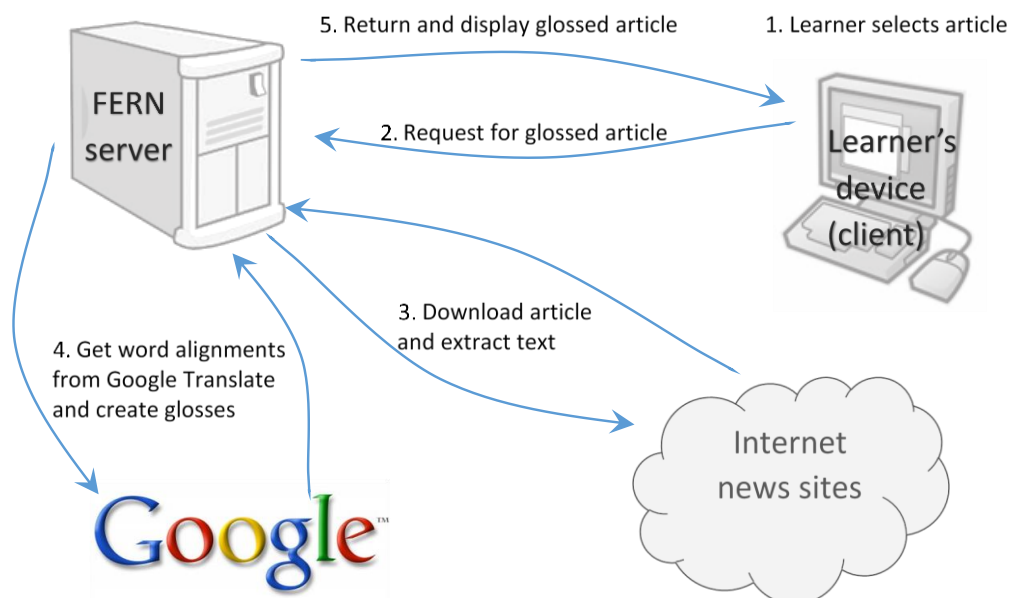 5. Return and display glossed article
1. Learner selects article
FERN
server
2. Request for glossed article
Learner's
device
(client)
3. Download article
and extract text
4. Get word alignments
from Google Translate
and create glosses
Internet
news sites
Google™